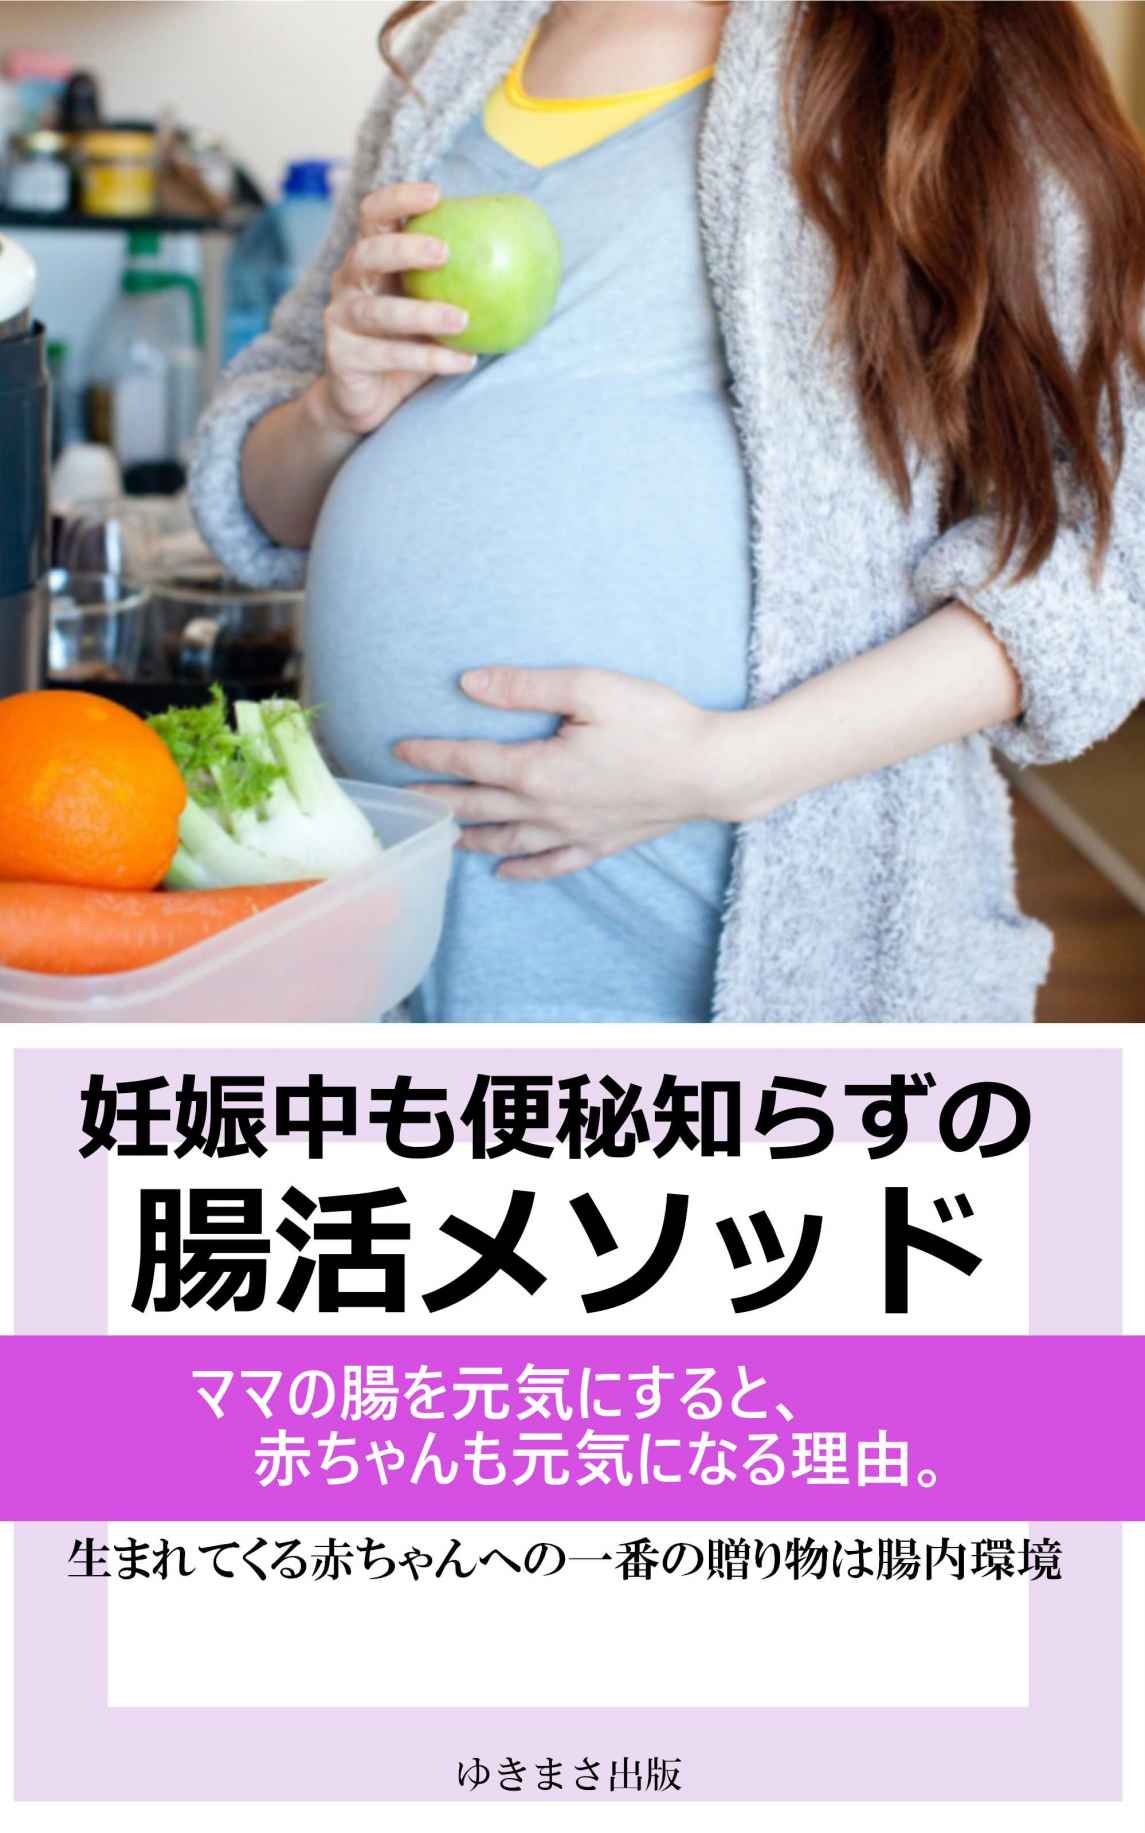 妊娠中も便秘知らずの
腸活メソッド
ママの腸を元気にすると、
赤ちゃんも元気になる理由。
生まれてくる赤ちゃんへの一番の贈り物は腸内環境
ゆきまさ出版